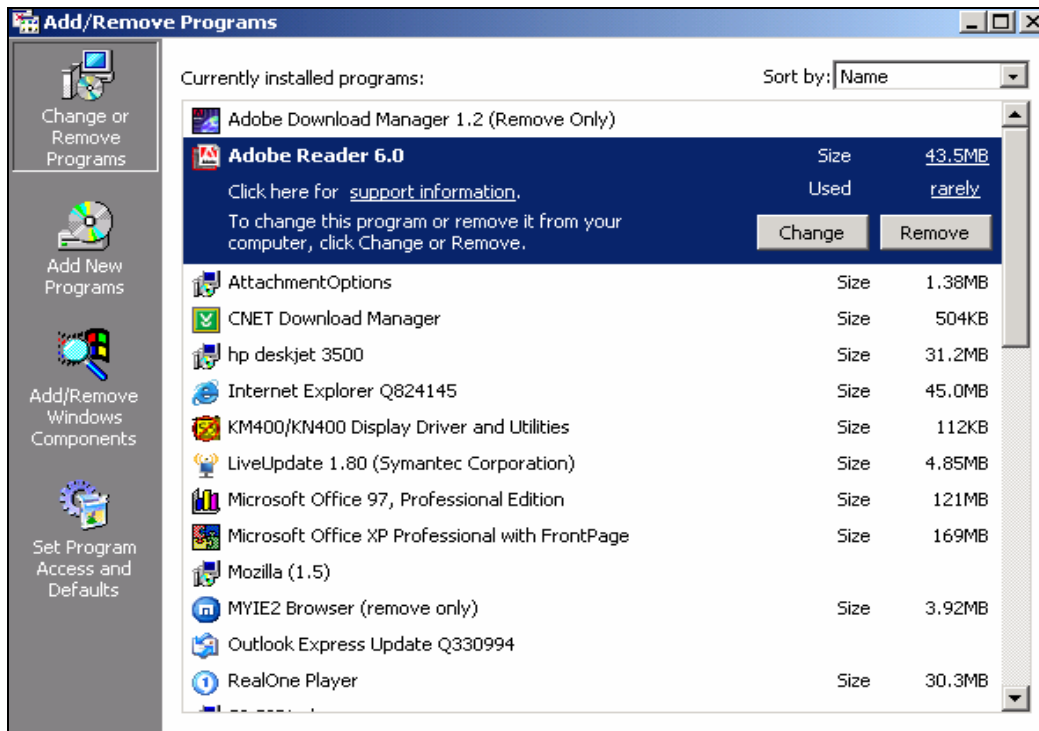 Add/Remove Programs
Change or
Remove
Programs
Add New
Programs
Add/Remove
Windows
Components
Set Program
Access and
Defaults
Currently installed programs: Sort by: Name
Adobe Download Manager 1.2 (Remove Only)
Adobe Reader 6.0 Size 43.5MB
Click here for support information. Used rarely
To change this program or remove it from your
computer, click Change or Remove.
Change Remove
AttachmentOptions Size 1.38MB
CNET Download Manager Size 504KB
hp deskjet 3500 Size 31.2MB
Internet Explorer Q824145 Size 45.0MB
KM400/KN400 Display Driver and Utilities Size 112KB
LiveUpdate 1.80 (Symantec Corporation) Size 4.85MB
Microsoft Office 97, Professional Edition Size 121MB
Microsoft Office XP Professional with FrontPage Size 169MB
Mozilla (1.5)
MYIE2 Browser (remove only) Size 3.92MB
Outlook Express Update Q330994
RealOne Player Size 30.3MB